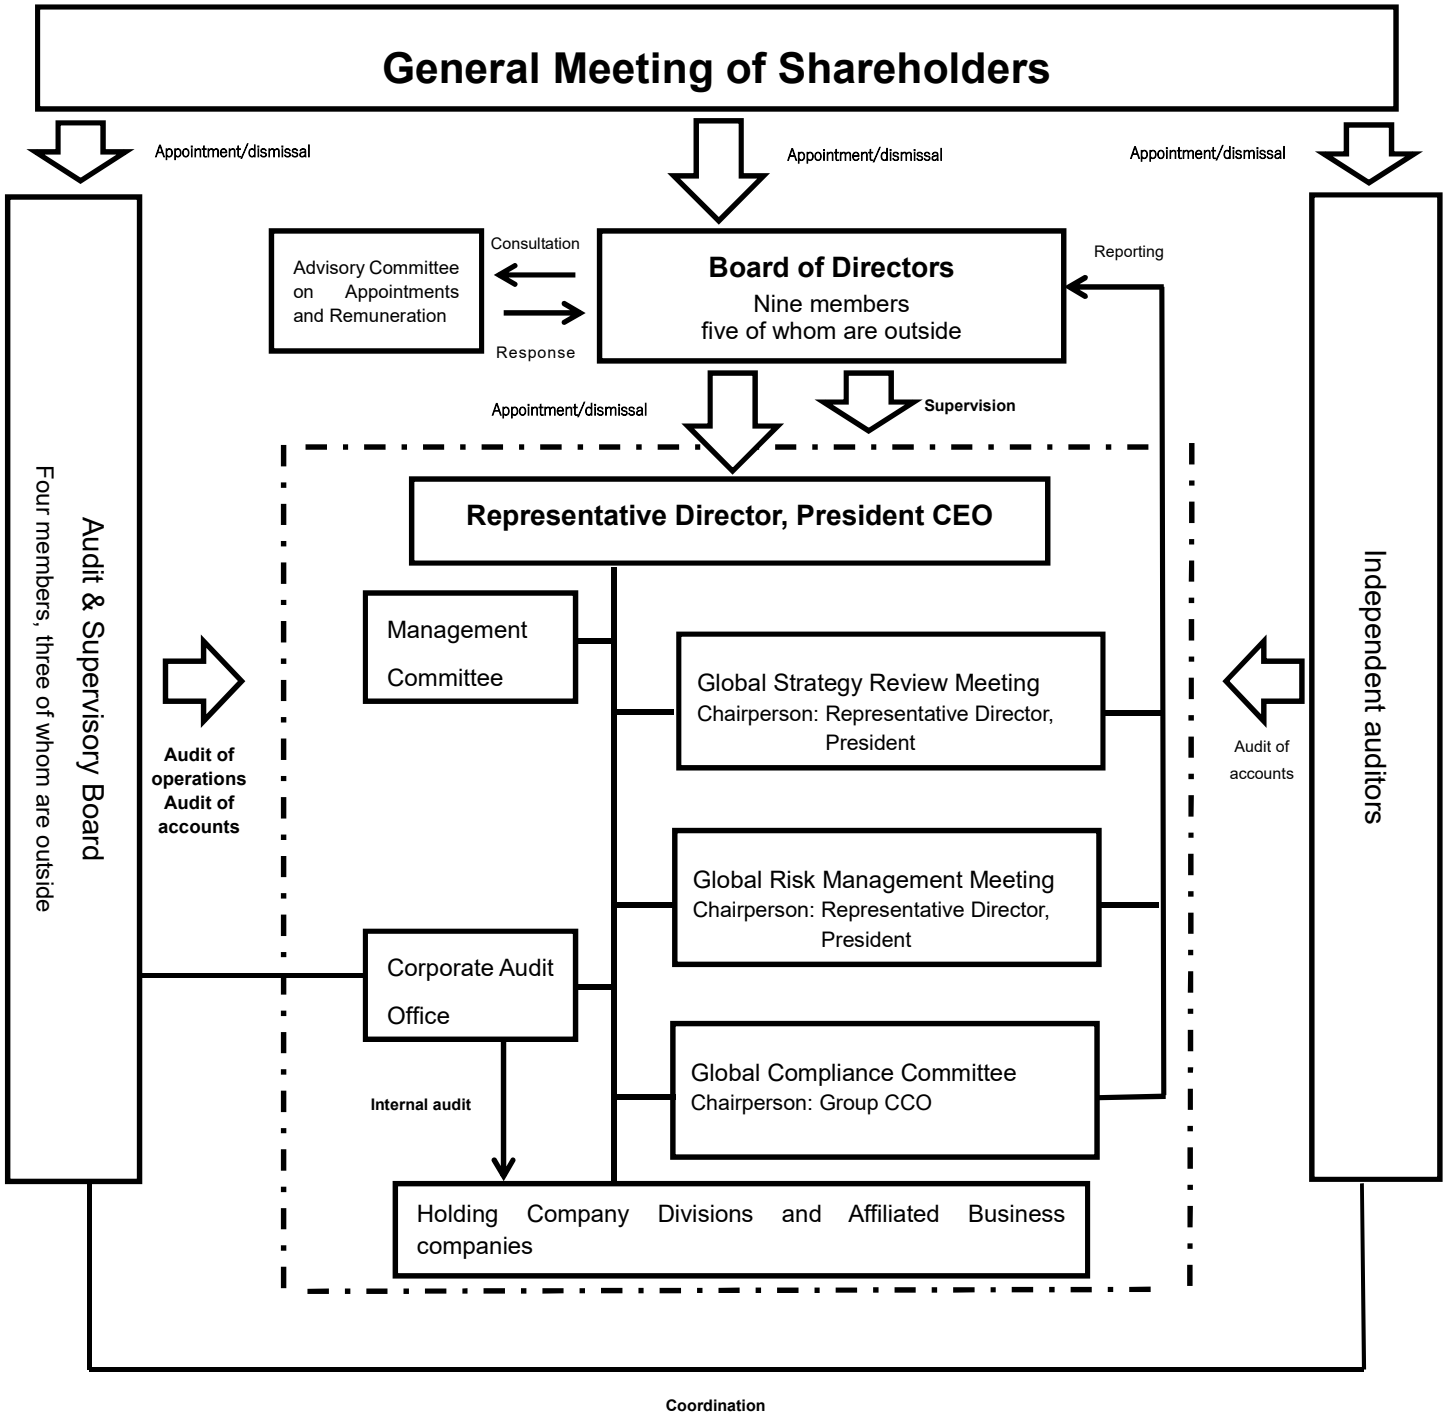 General Meeting of Shareholders
Appointment/dismissal
Appointment/dismissal
Appointment/dismissal
Consultation
Advisory Committee
on Appointments
and Remuneration
Response
Board of Directors
Nine members
five of whom are outside
Reporting
Appointment/dismissal
Supervision
Representative Director, President CEO
Audit & Supervisory Board
Four members, three of whom are outside
Audit of
operations
Audit of
accounts
Management
Committee
Global Strategy Review Meeting
Chairperson: Representative Director,
President
Independent auditors
Audit of
accounts
Global Risk Management Meeting
Chairperson: Representative Director,
President
Corporate Audit
Office
Global Compliance Committee
Chairperson: Group CCO
Internal audit
Holding Company Divisions and Affiliated Business
companies
Coordination